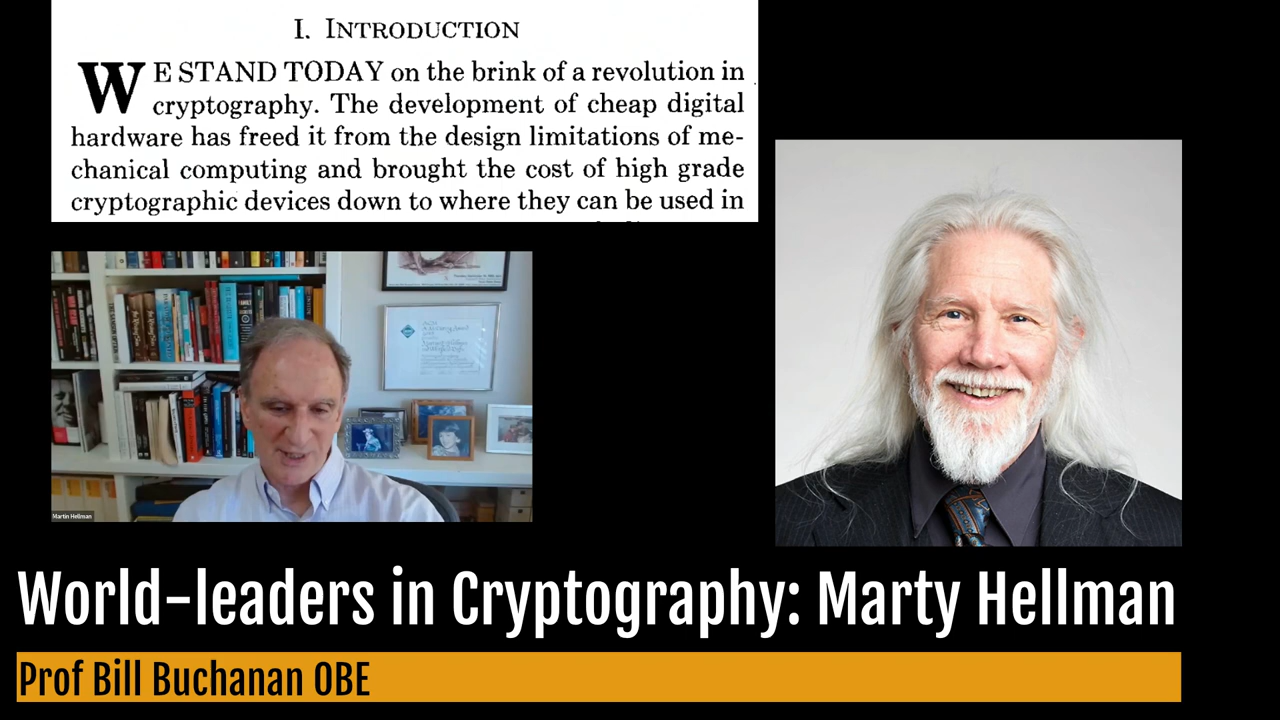 I. INTRODUCTION
WE STAND TODAY on the brink of a revolution in
cryptography. The development of cheap digital
hardware has freed it from the design limitations of me-
chanical computing and brought the cost of high grade
cryptographic devices down to where they can be used in
Martin Hellman
World-leaders in Cryptography: Marty Hellman
Prof Bill Buchanan OBE